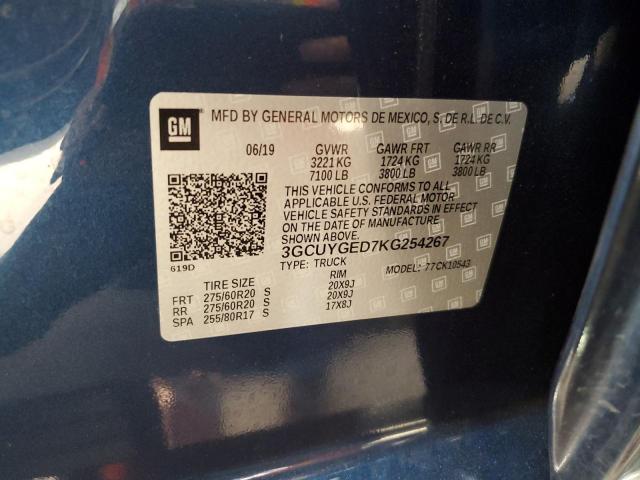 GM
MFD BY GENERAL MOTORS DE MEXICO, S. DE R.L. DE C.V.
06/19 GVWR GAWR FRT GAWR RR
3221 KG 1724 KG 1724 KG
7100 LB 3800 LB 3800 LB
THIS VEHICLE CONFORMS TO ALL
APPLICABLE U.S. FEDERAL MOTOR
VEHICLE SAFETY STANDARDS IN EFFECT
ON THE DATE OF MANUFACTURE SHOWN ABOVE.
3GCUYGED7KG254267
619D TYPE: TRUCK MODEL: 77CK10543
TIRE SIZE RIM
FRT 275/60R20 S 20X9J
RR 275/60R20 S 20X9J
SPA 255/80R17 S 17X8J